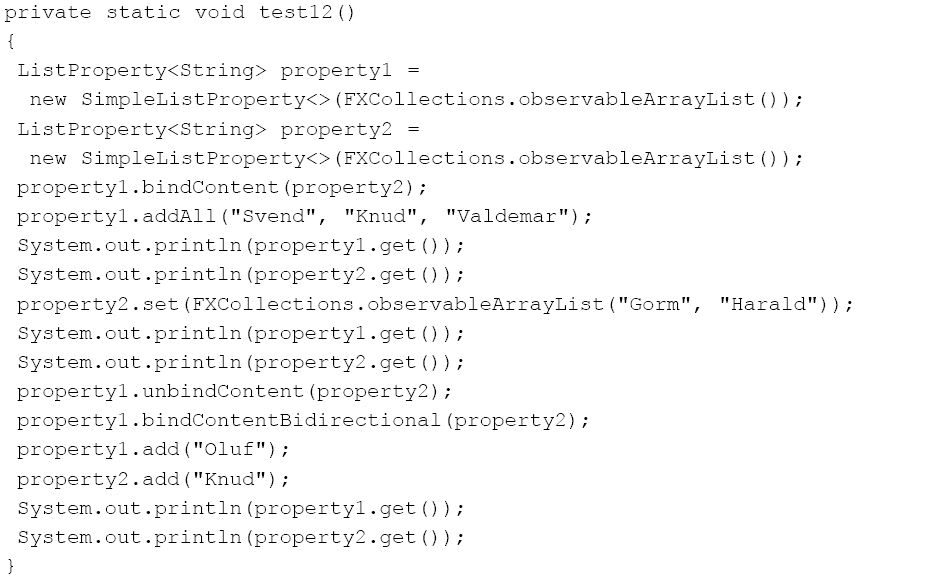 private static void test12()
{
 ListProperty<String> property1 =
  new SimpleListProperty<>(FXCollections.observableArrayList());
 ListProperty<String> property2 =
  new SimpleListProperty<>(FXCollections.observableArrayList());
 property1.bindContent(property2);
 property1.addAll("Svend", "Knud", "Valdemar");
 System.out.println(property1.get());
 System.out.println(property2.get());
 property2.set(FXCollections.observableArrayList("Gorm", "Harald"));
 System.out.println(property1.get());
 System.out.println(property2.get());
 property1.unbindContent(property2);
 property1.bindContentBidirectional(property2);
 property1.add("Oluf");
 property2.add("Knud");
 System.out.println(property1.get());
 System.out.println(property2.get());
}